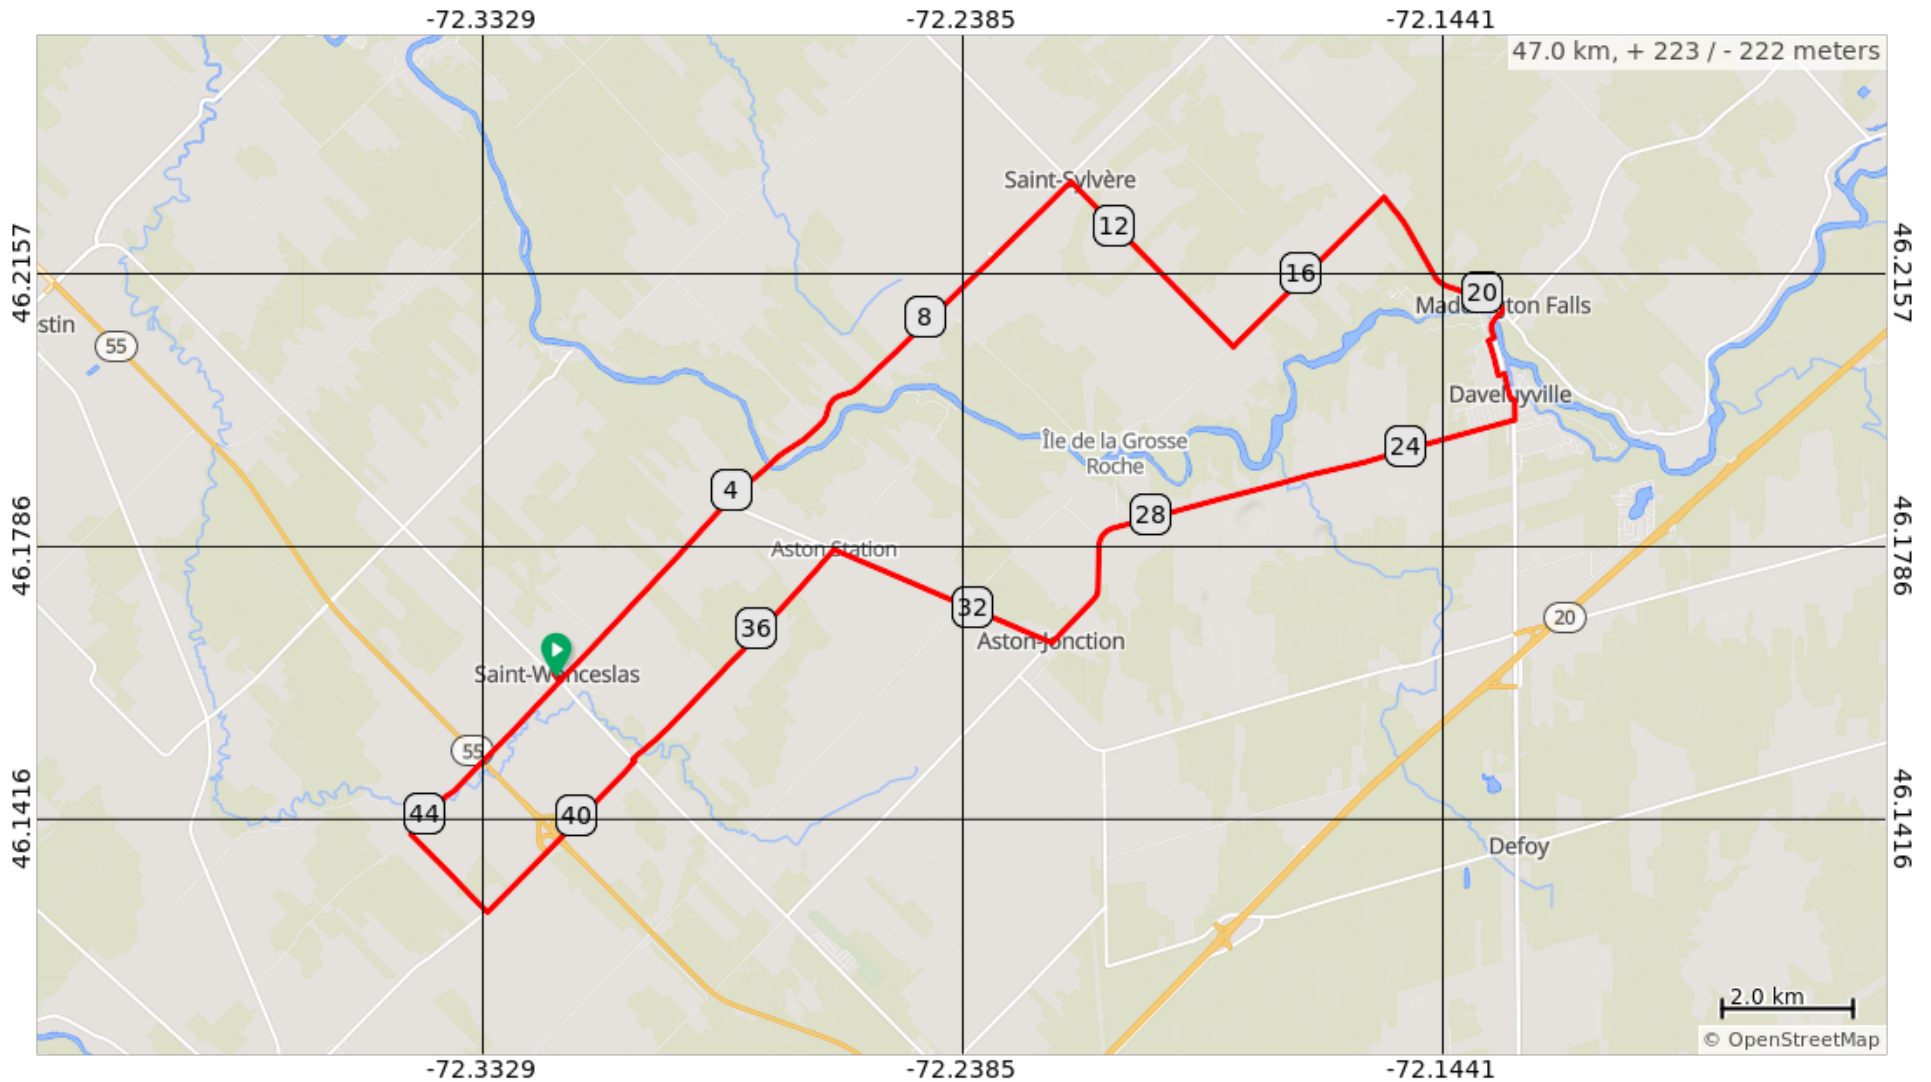 -72.3329 -72.2385 -72.1441
47.0 km, + 223 / - 222 meters
Saint-Sylvère
12
46.2157
46.2157
16
20
Maddington Falls
8
stin
55
Daveluyville
Île de la Grosse
Roche
24
4
28
46.1786
46.1786
Aston Station
32
20
36
Aston-Jonction
Saint-Wenceslas
55
44
40
46.1416
46.1416
Defoy
2.0 km
© OpenStreetMap
-72.3329 -72.2385 -72.1441